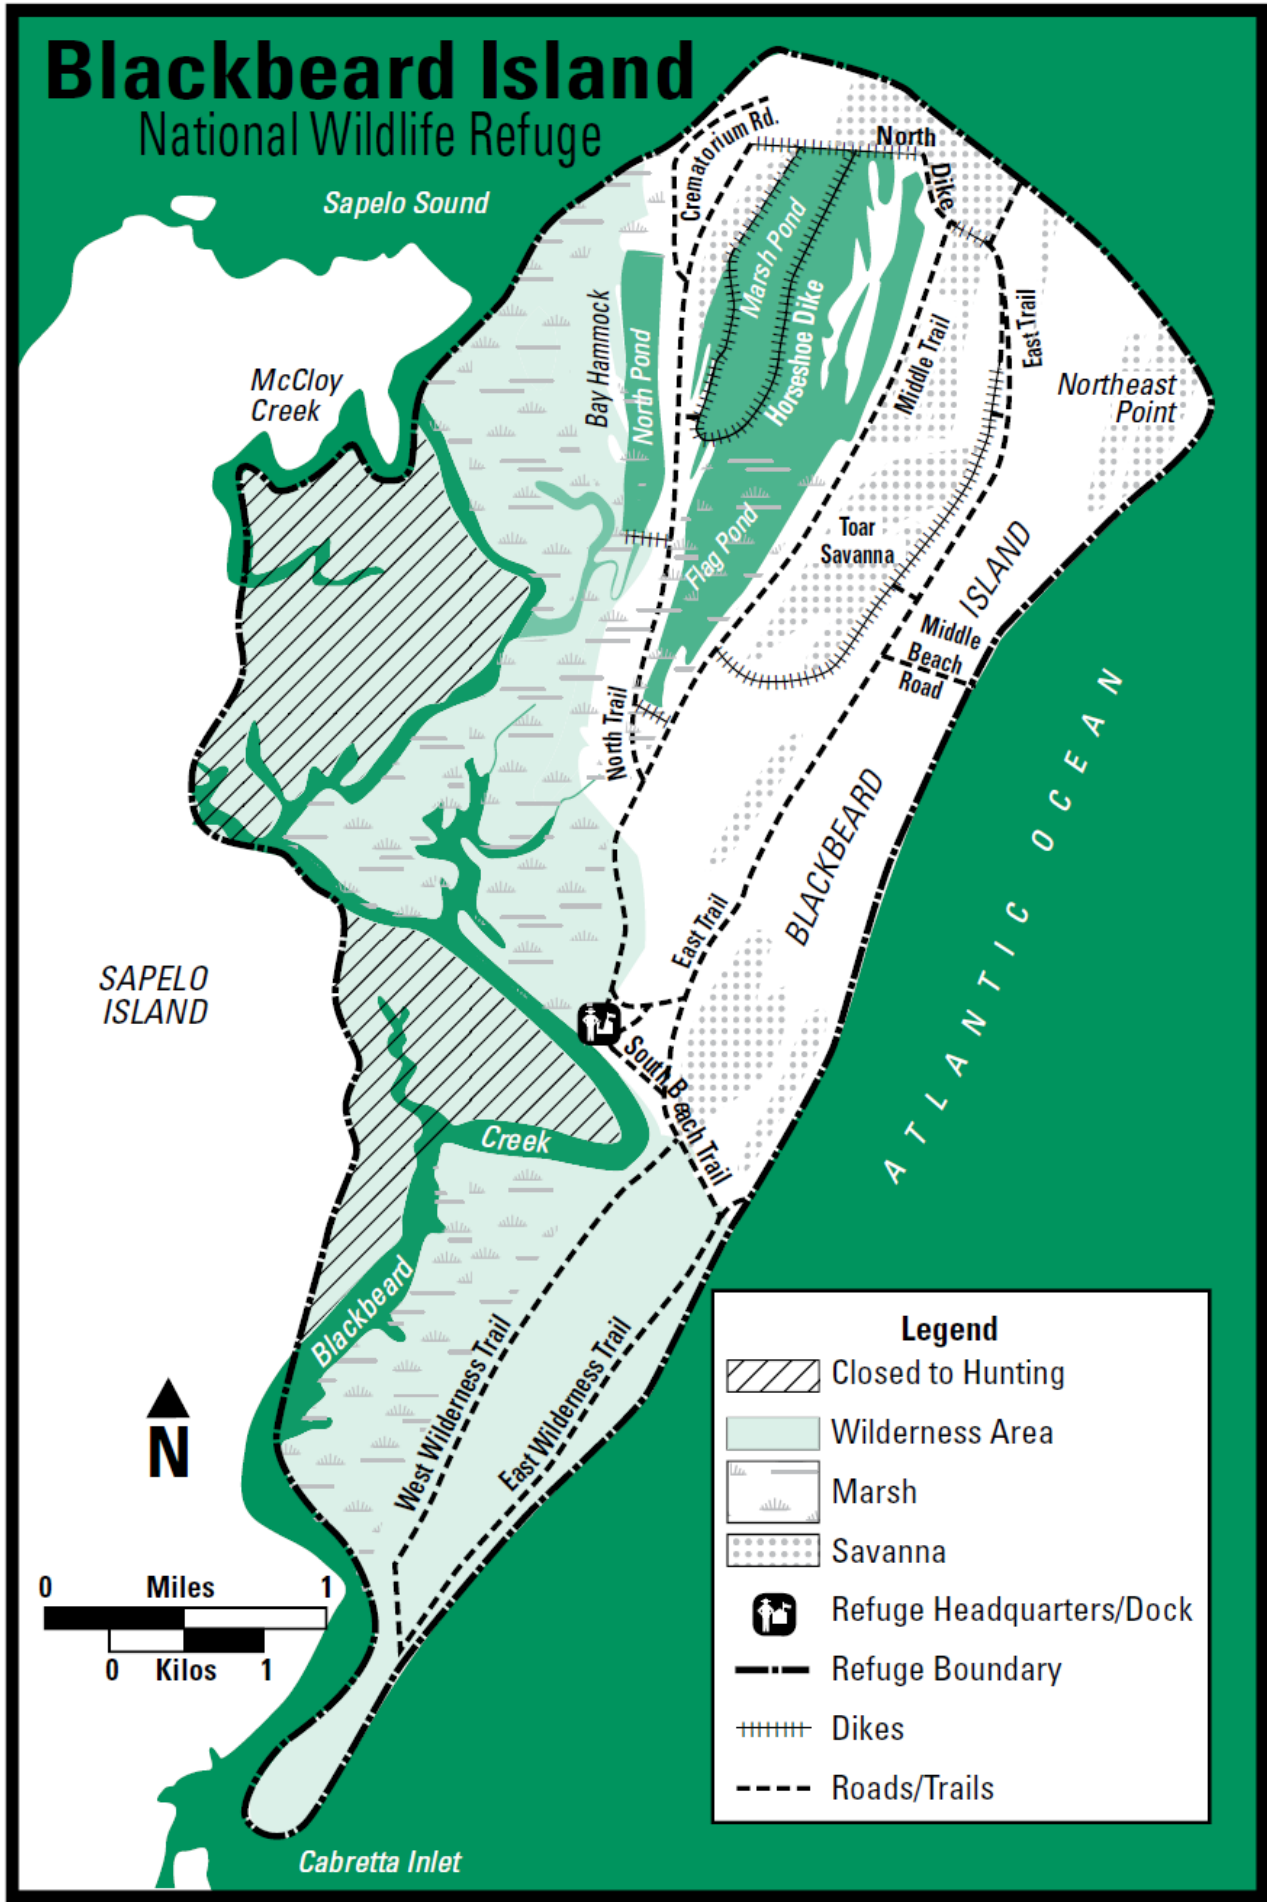 Blackbeard Island
National Wildlife Refuge
Sapelo Sound
Crematorium Rd.
North
Dike
Marsh Pond
Horseshoe Dike
Bay Hammock
North Pond
Middle Trail
East Trail
McCloy
Creek
Northeast
Point
Flag Pond
Toar
Savanna
ISLAND
Middle
Beach
Road
North Trail
BLACKBEARD
ATLANTIC OCEAN
East Trail
SAPELO
ISLAND
South Beach Trail
Creek
Blackbeard
West Wilderness Trail
East Wilderness Trail
N
0 Miles 1
0 Kilos 1
Legend
Closed to Hunting
Wilderness Area
Marsh
Savanna
Refuge Headquarters/Dock
Refuge Boundary
Dikes
Roads/Trails
Cabretta Inlet